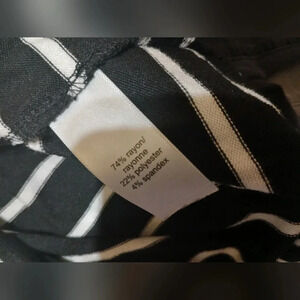 74% rayon/
rayonne
22% polyester
4% spandex